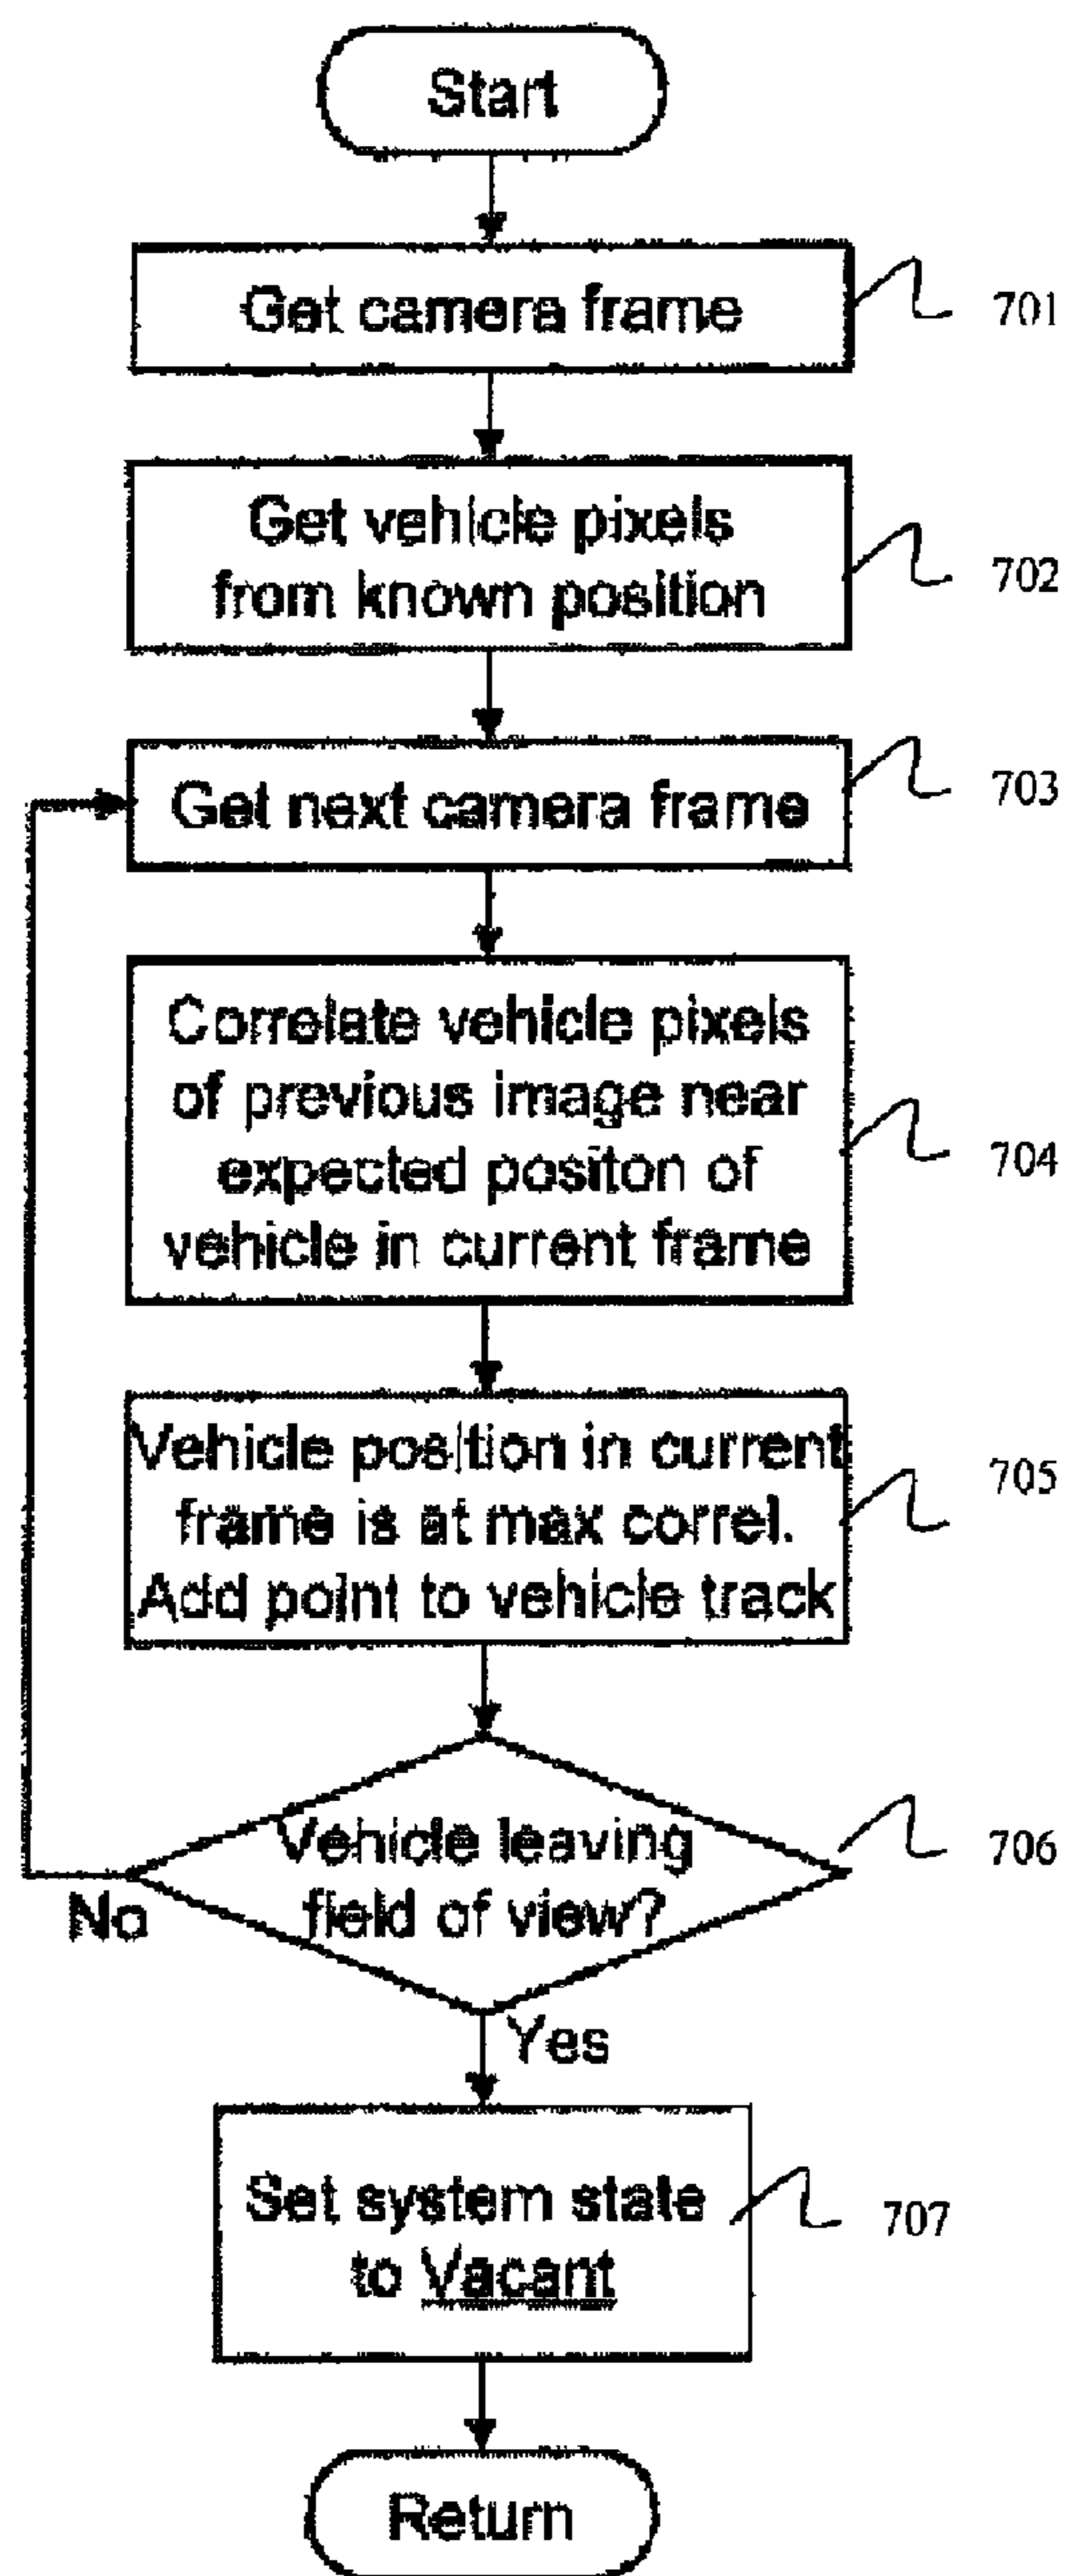 Start
Get camera frame
701
Get vehicle pixels
from known position
702
Get next camera frame
703
Correlate vehicle pixels
of previous image near
expected positon of
vehicle in current frame
704
Vehicle position in current
frame is at max correl.
Add point to vehicle track
705
Vehicle leaving
field of view?
706
No
Yes
Set system state
to Vacant
707
Return